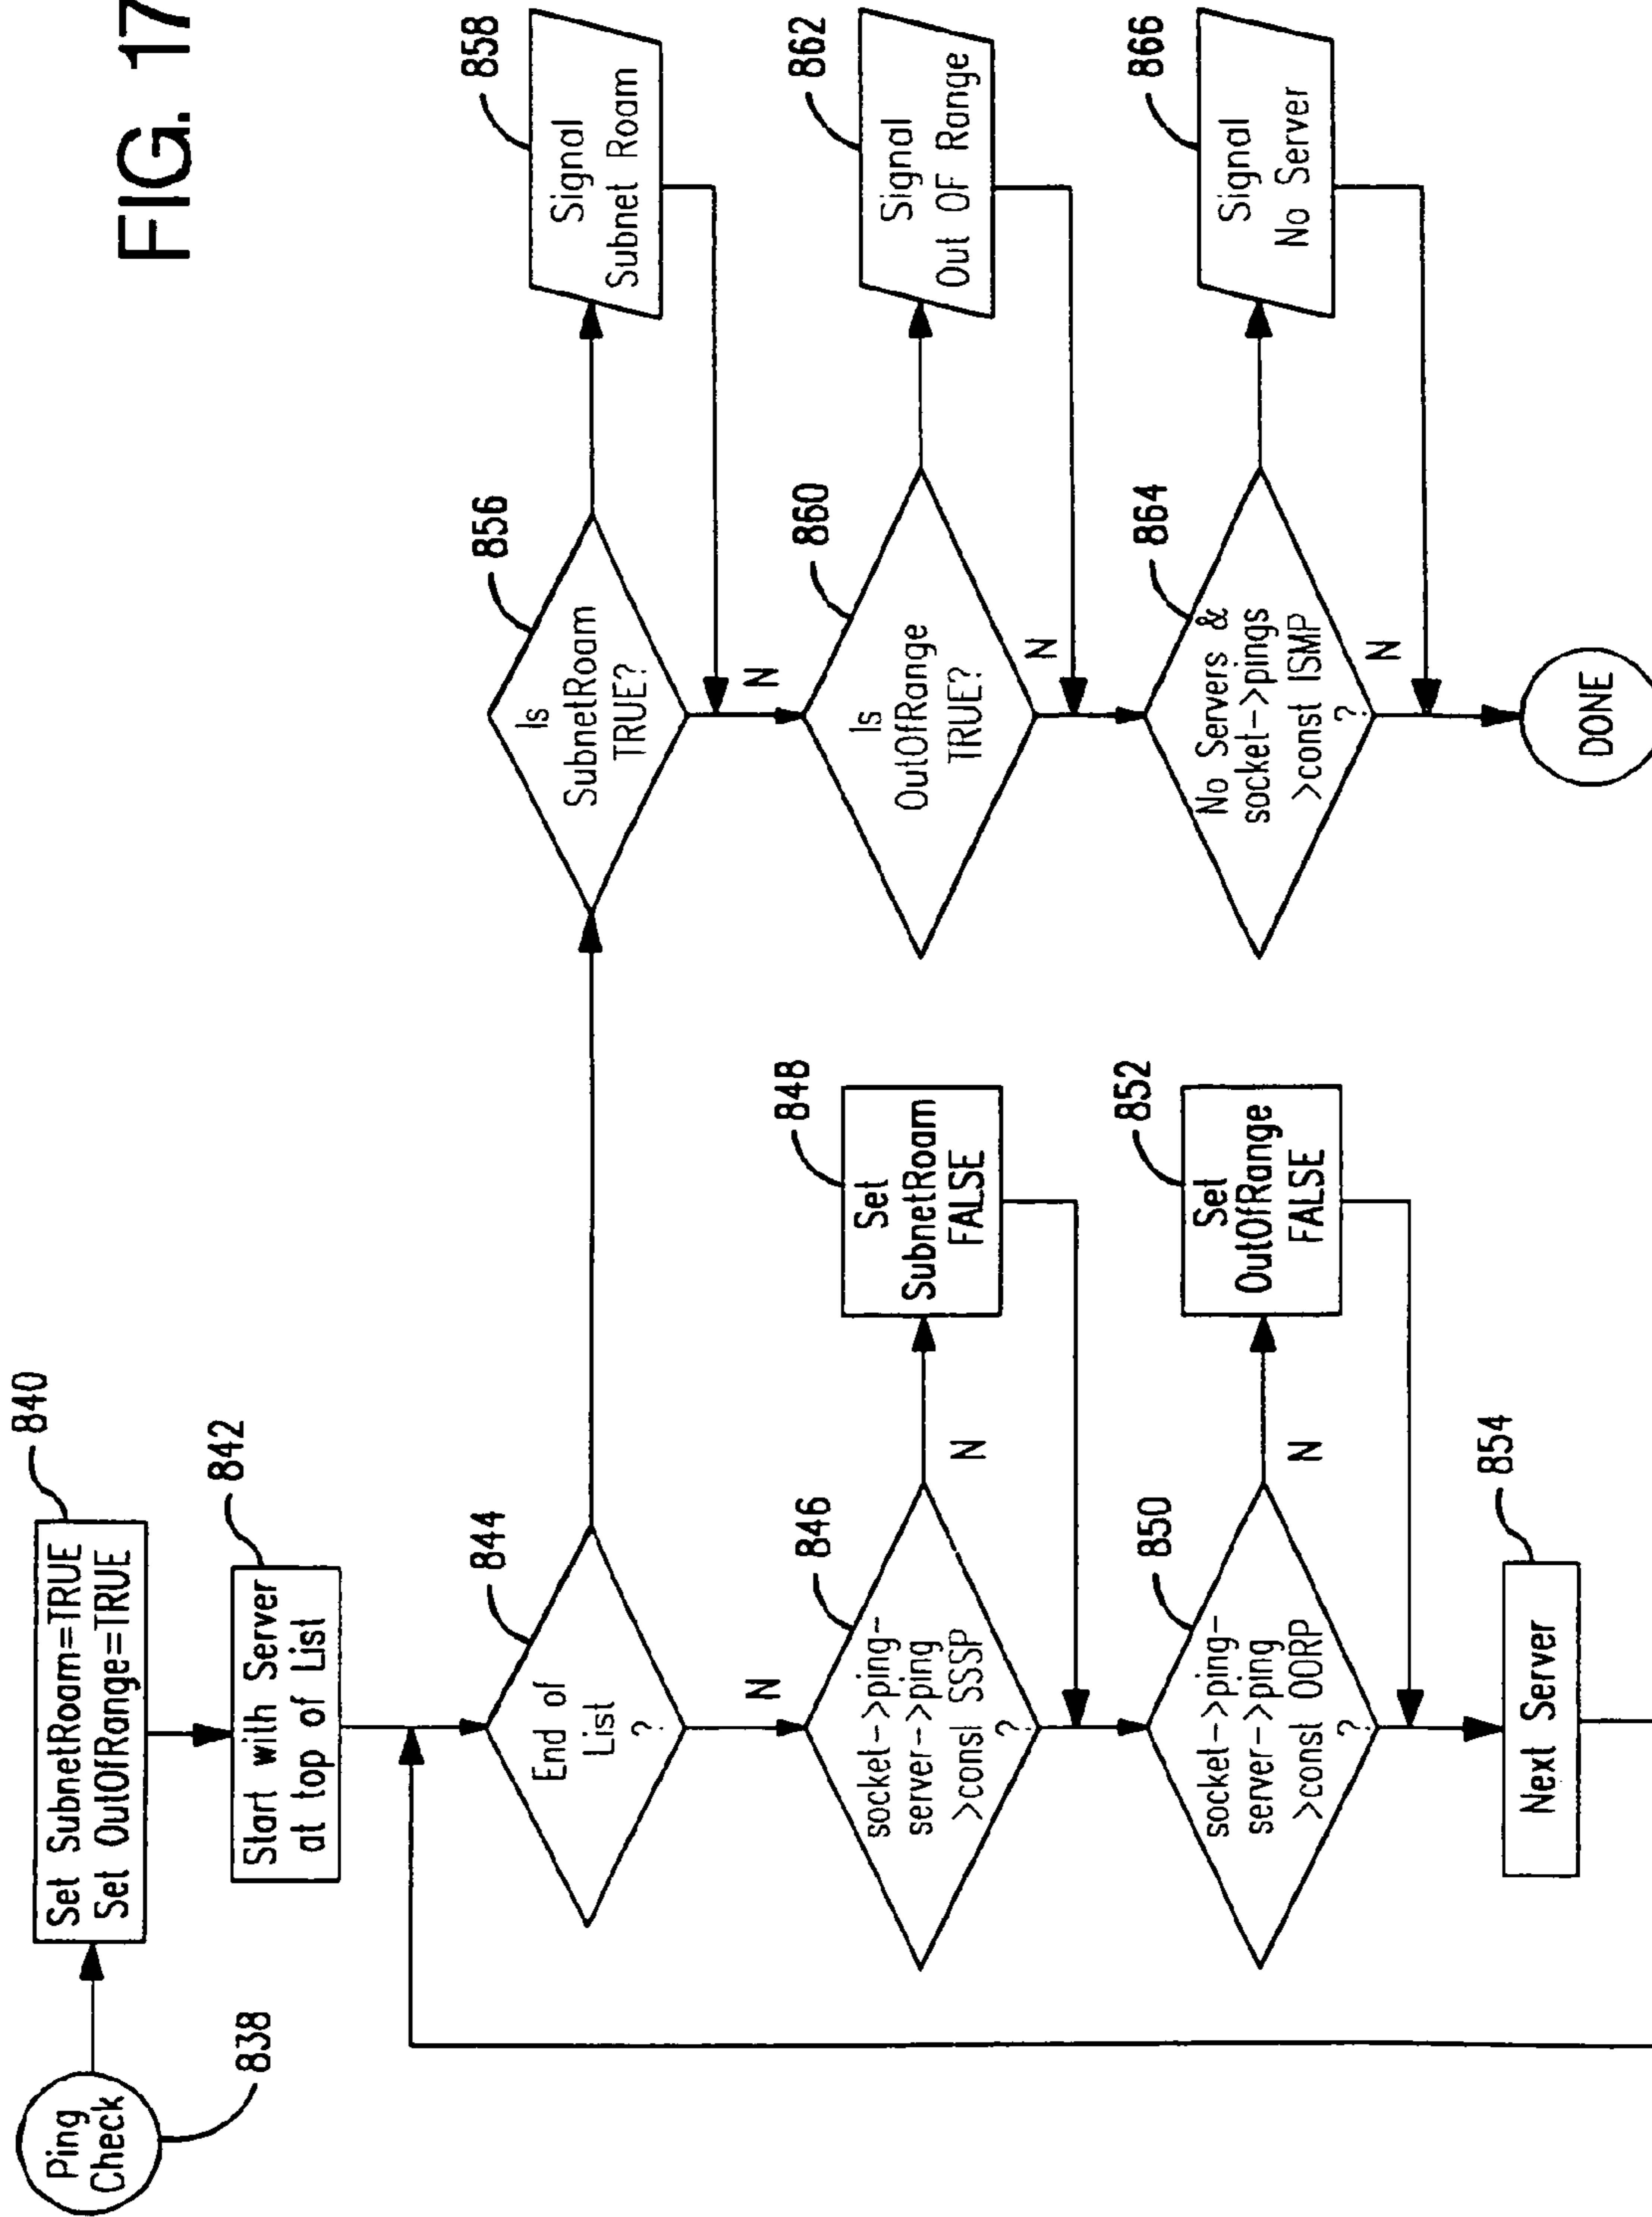 FIG. 17
Ping
Check
838
Set SubnetRoam=TRUE
Set OutOfRange=TRUE
840
Start with Server
at top of List
842
End of
List
?
844
N
socket->ping-
server->ping
>const SSSP
?
846
N
Set
SubnetRoam
FALSE
848
socket->ping-
server->ping
>const OORP
?
850
N
Set
OutOfRange
FALSE
852
Next Server
854
Is
SubnetRoam
TRUE?
856
N
Signal
Subnet Roam
858
Is
OutOfRange
TRUE?
860
N
Signal
Out OF Range
862
No Servers &
socket->pings
>const ISMP
?
864
N
Signal
No Server
866
DONE